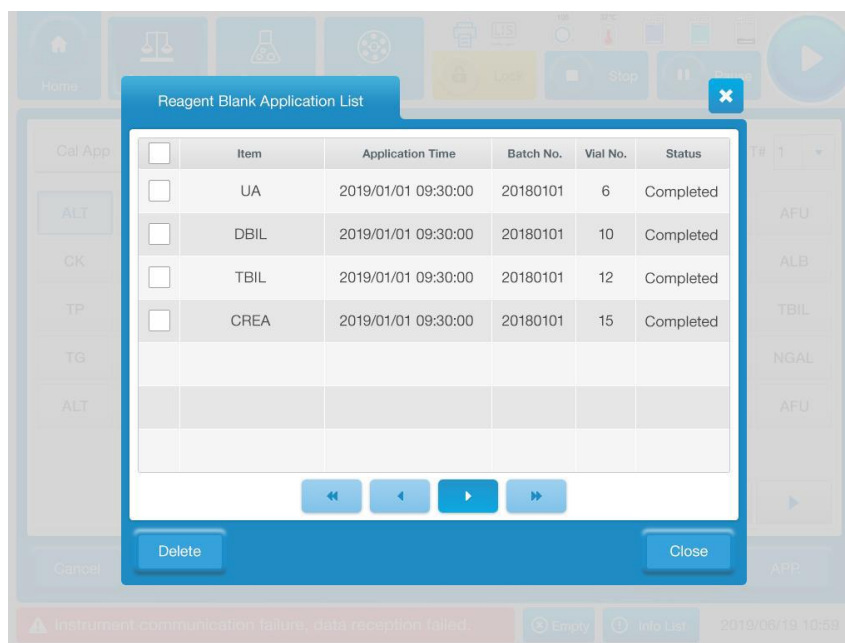 LIS
Home
Lock
Stop
Pause
Reagent Blank Application List
Cal App
T# 1
Item Application Time Batch No. Vial No. Status
UA 2019/01/01 09:30:00 20180101 6 Completed
DBIL 2019/01/01 09:30:00 20180101 10 Completed
TBIL 2019/01/01 09:30:00 20180101 12 Completed
CREA 2019/01/01 09:30:00 20180101 15 Completed
ALT AFU
CK ALB
TP TBIL
TG NGAL
ALT AFU
Delete Close
Cancel APP.
Instrument communication failure, data reception failed. Empty Info List 2019/06/19 10:59